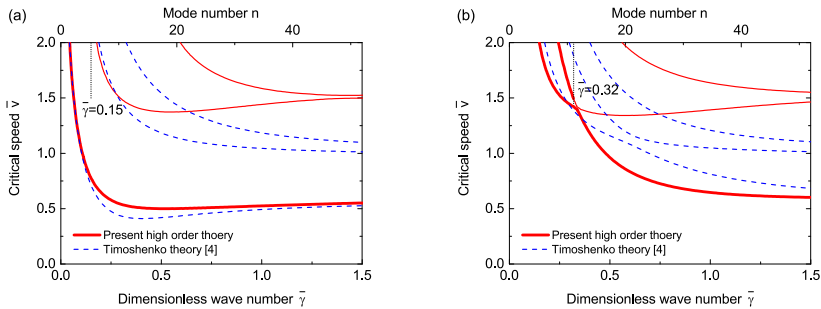 (a)
Mode number n
0 20 40
2.0
1.5
1.0
0.5
0.0
Critical speed v̄
γ̄=0.15
Present high order thoery
Timoshenko theory [4]
0.0 0.5 1.0 1.5
Dimensionless wave number γ̄
(b)
Mode number n
0 20 40
2.0
1.5
1.0
0.5
0.0
Critical speed v̄
γ̄=0.32
Present high order thoery
Timoshenko theory [4]
0.0 0.5 1.0 1.5
Dimensionless wave number γ̄